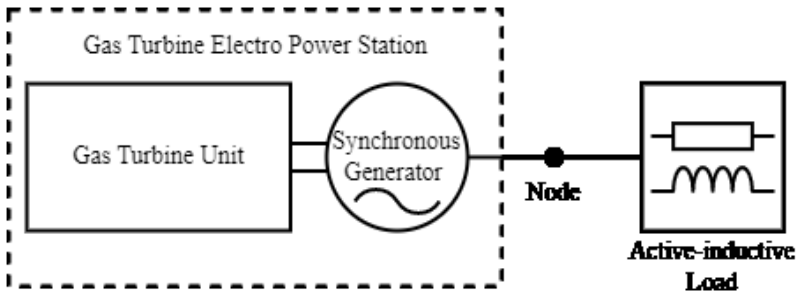 Gas Turbine Electro Power Station
Gas Turbine Unit
Synchronous
Generator
Node
Active-inductive
Load